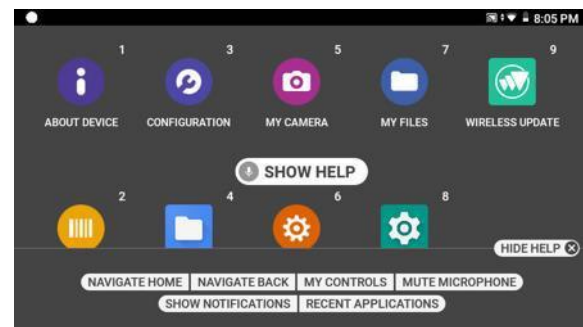 8:05 PM
1 3 5 7 9
ABOUT DEVICE CONFIGURATION MY CAMERA MY FILES WIRELESS UPDATE
SHOW HELP
2 4 6 8
HIDE HELP
NAVIGATE HOME NAVIGATE BACK MY CONTROLS MUTE MICROPHONE
SHOW NOTIFICATIONS RECENT APPLICATIONS